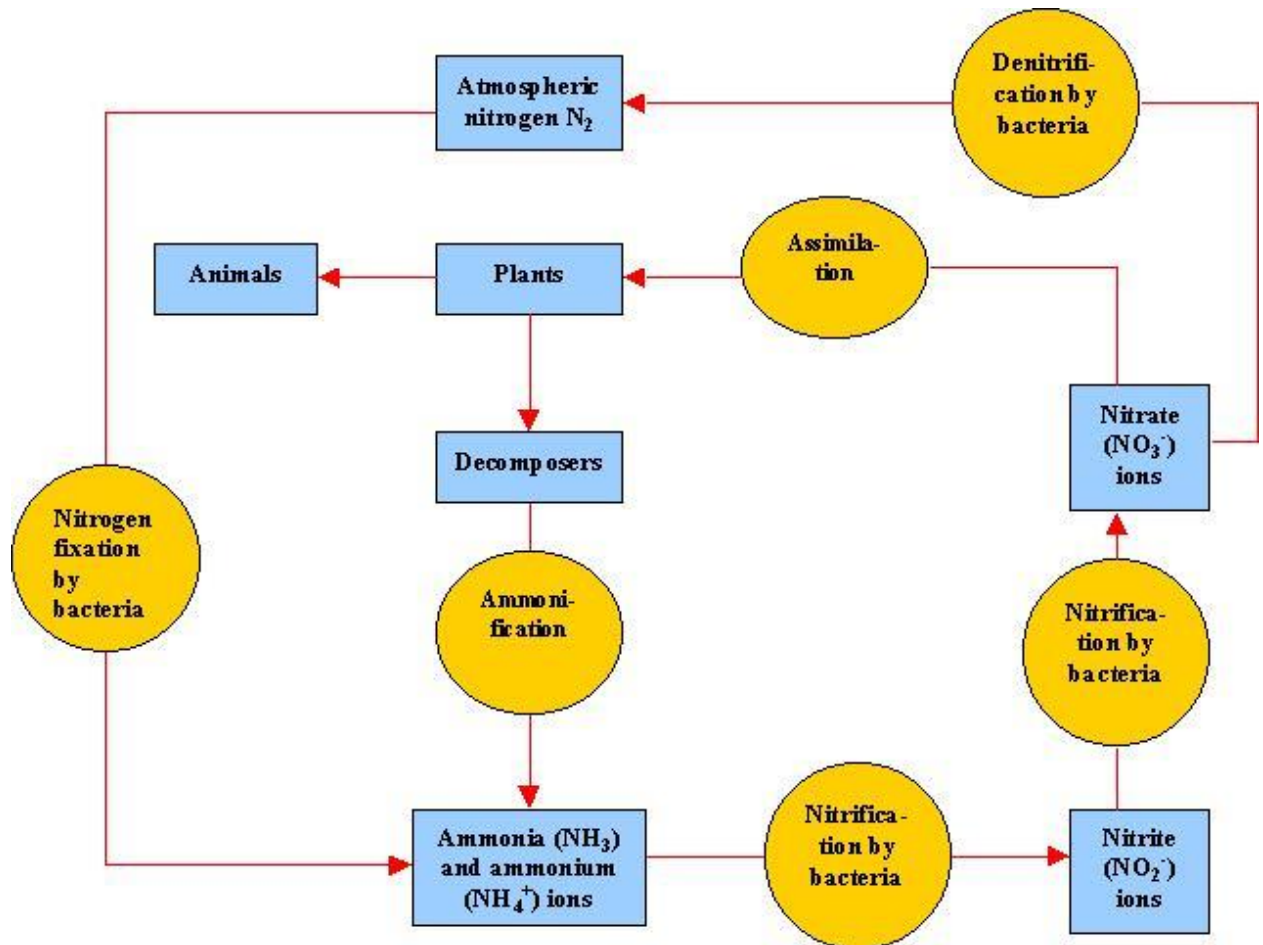 Atmospheric
nitrogen N₂
Denitrifi-
cation by
bacteria
Assimila-
tion
Animals
Plants
Decomposers
Nitrate
(NO₃⁻)
ions
Nitrogen
fixation
by
bacteria
Ammoni-
fication
Nitrifica-
tion by
bacteria
Ammonia (NH₃)
and ammonium
(NH₄⁺) ions
Nitrifica-
tion by
bacteria
Nitrite
(NO₂⁻)
ions